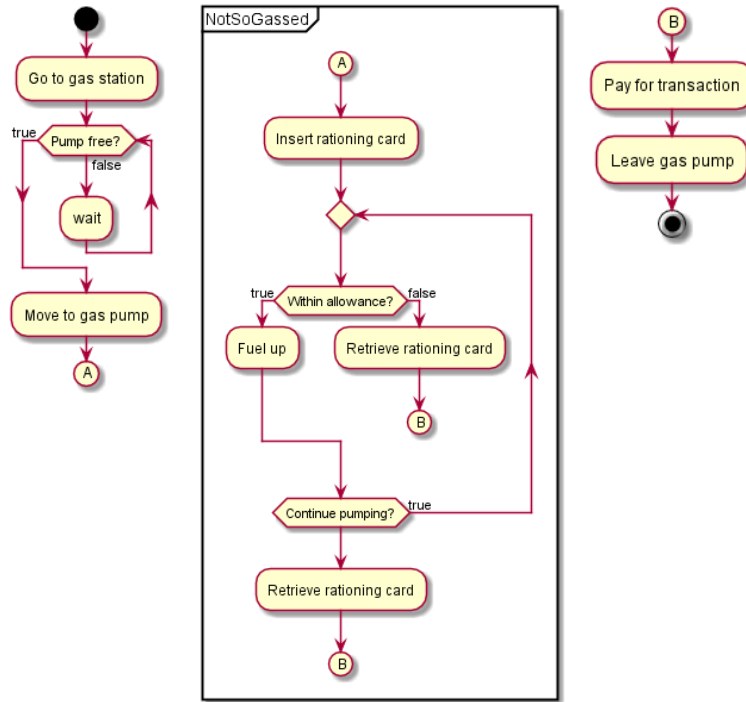 Go to gas station
Pump free?
true
false
wait
Move to gas pump
A
NotSoGassed
A
Insert rationing card
Within allowance?
true
false
Fuel up
Retrieve rationing card
B
Continue pumping?
true
Retrieve rationing card
B
B
Pay for transaction
Leave gas pump